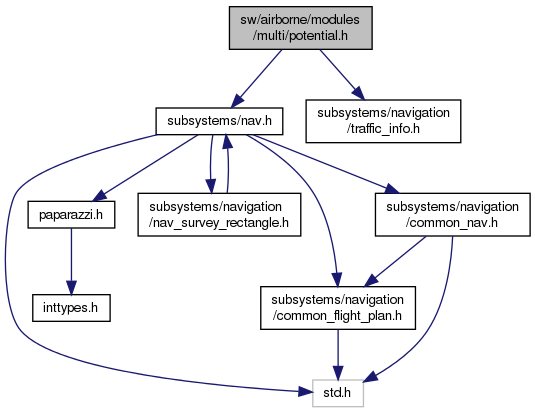 sw/airborne/modules
/multi/potential.h
subsystems/nav.h
subsystems/navigation
/traffic_info.h
paparazzi.h
subsystems/navigation
/nav_survey_rectangle.h
subsystems/navigation
/common_nav.h
inttypes.h
subsystems/navigation
/common_flight_plan.h
std.h